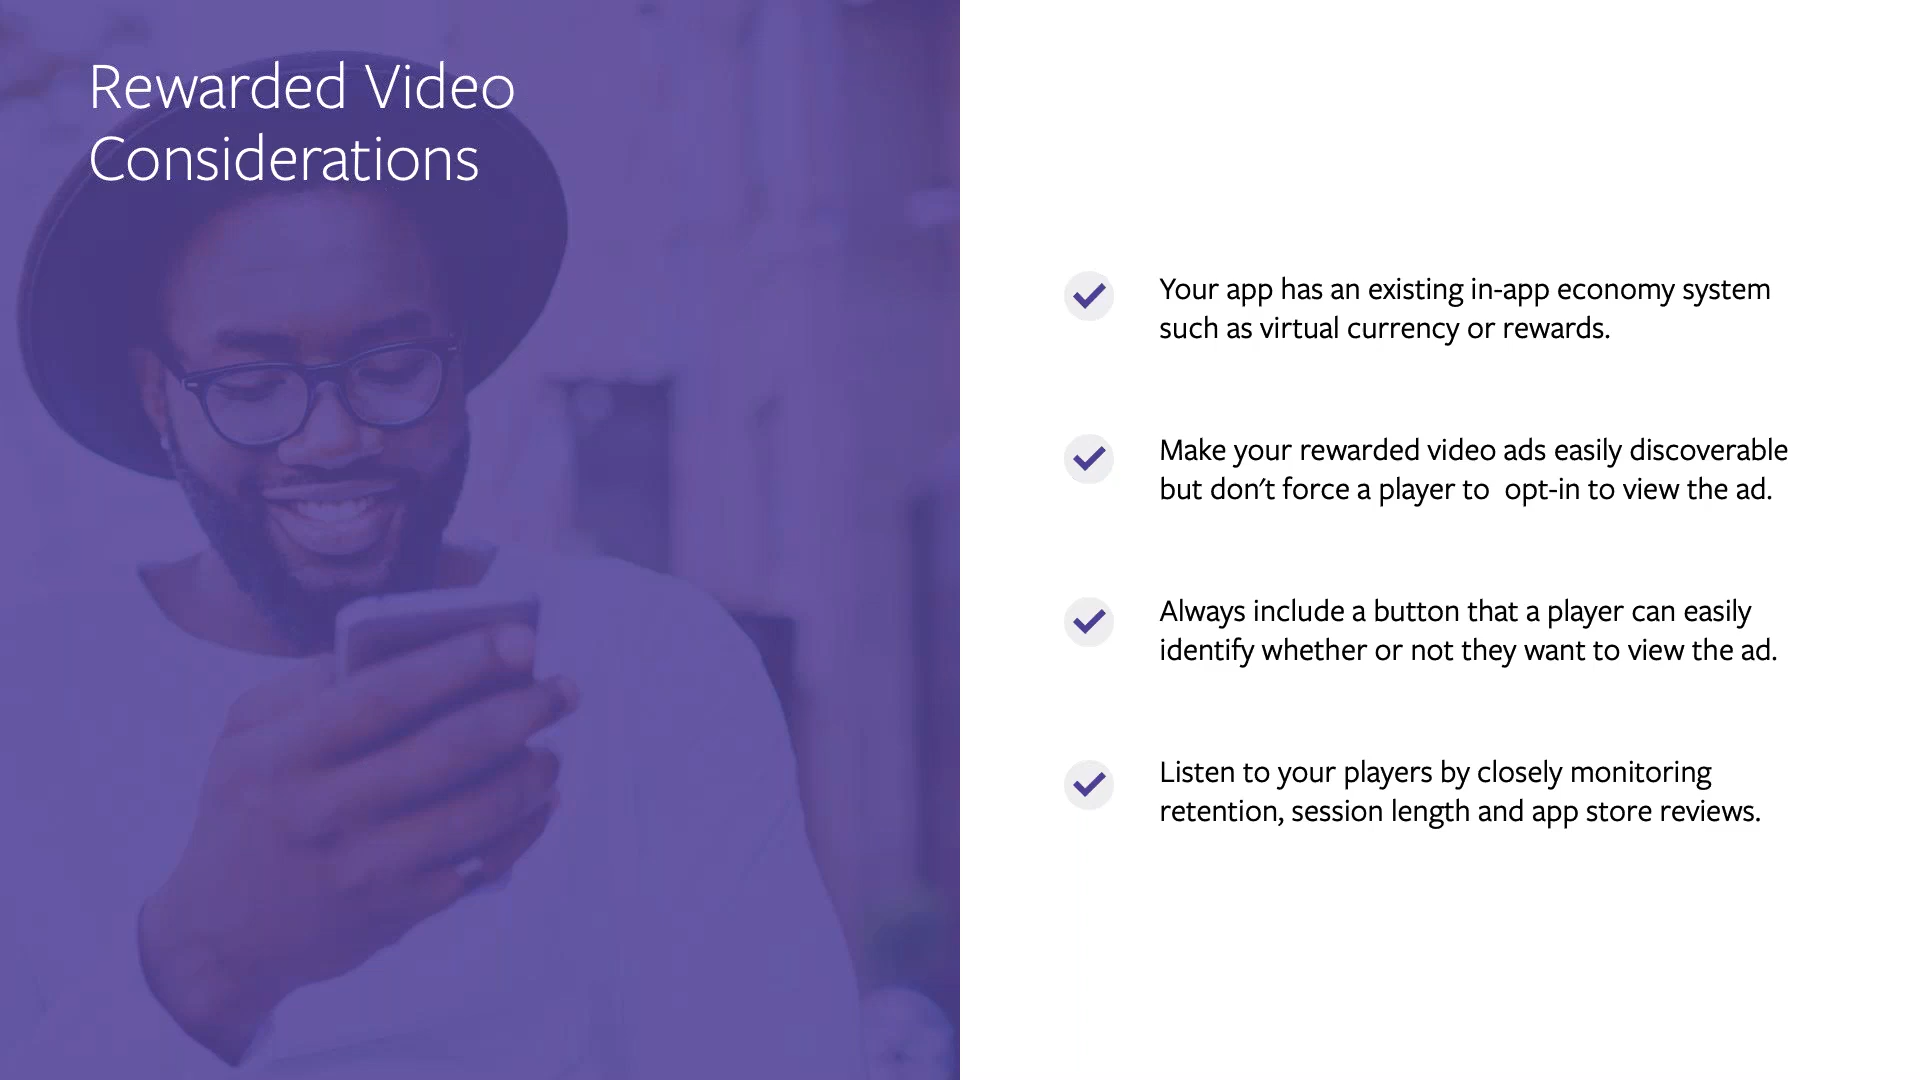 Rewarded Video
Considerations
Your app has an existing in-app economy system
such as virtual currency or rewards.
Make your rewarded video ads easily discoverable
but don't force a player to  opt-in to view the ad.
Always include a button that a player can easily
identify whether or not they want to view the ad.
Listen to your players by closely monitoring
retention, session length and app store reviews.